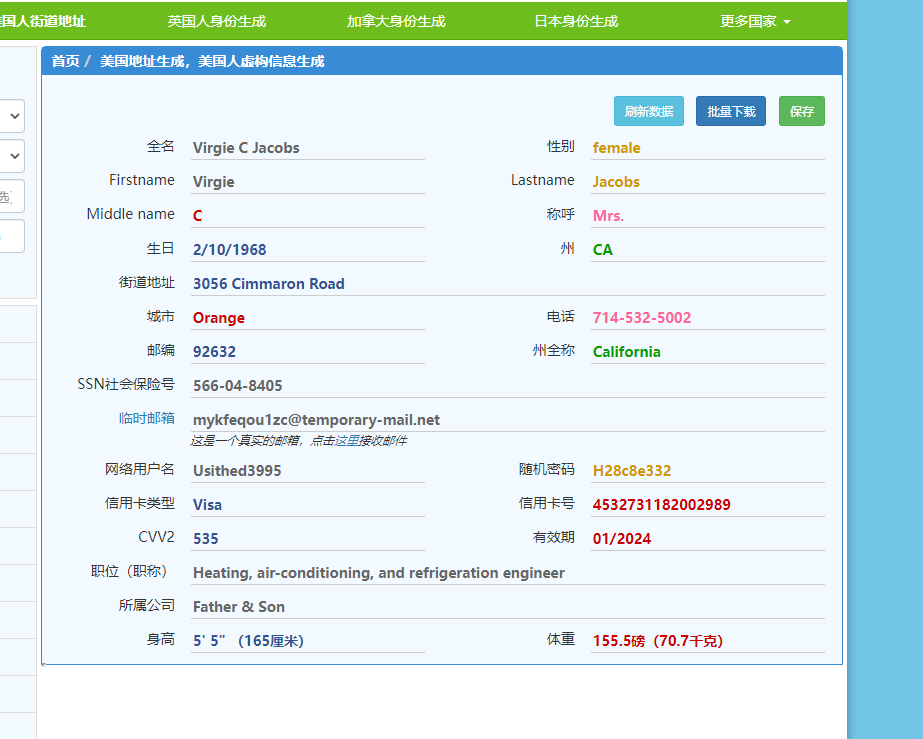 国人街道地址 英国人身份生成 加拿大身份生成 日本身份生成 更多国家
首页 / 美国地址生成，美国人虚构信息生成
刷新数据 批量下载 保存
全名 Virgie C Jacobs 性别 female
Firstname Virgie Lastname Jacobs
Middle name C 称呼 Mrs.
生日 2/10/1968 州 CA
街道地址 3056 Cimmaron Road
城市 Orange 电话 714-532-5002
邮编 92632 州全称 California
SSN社会保险号 566-04-8405
临时邮箱 mykfeqou1zc@temporary-mail.net
这是一个真实的邮箱，点击这里接收邮件
网络用户名 Usithed3995 随机密码 H28c8e332
信用卡类型 Visa 信用卡号 4532731182002989
CVV2 535 有效期 01/2024
职位（职称） Heating, air-conditioning, and refrigeration engineer
所属公司 Father & Son
身高 5' 5" （165厘米） 体重 155.5磅（70.7千克）